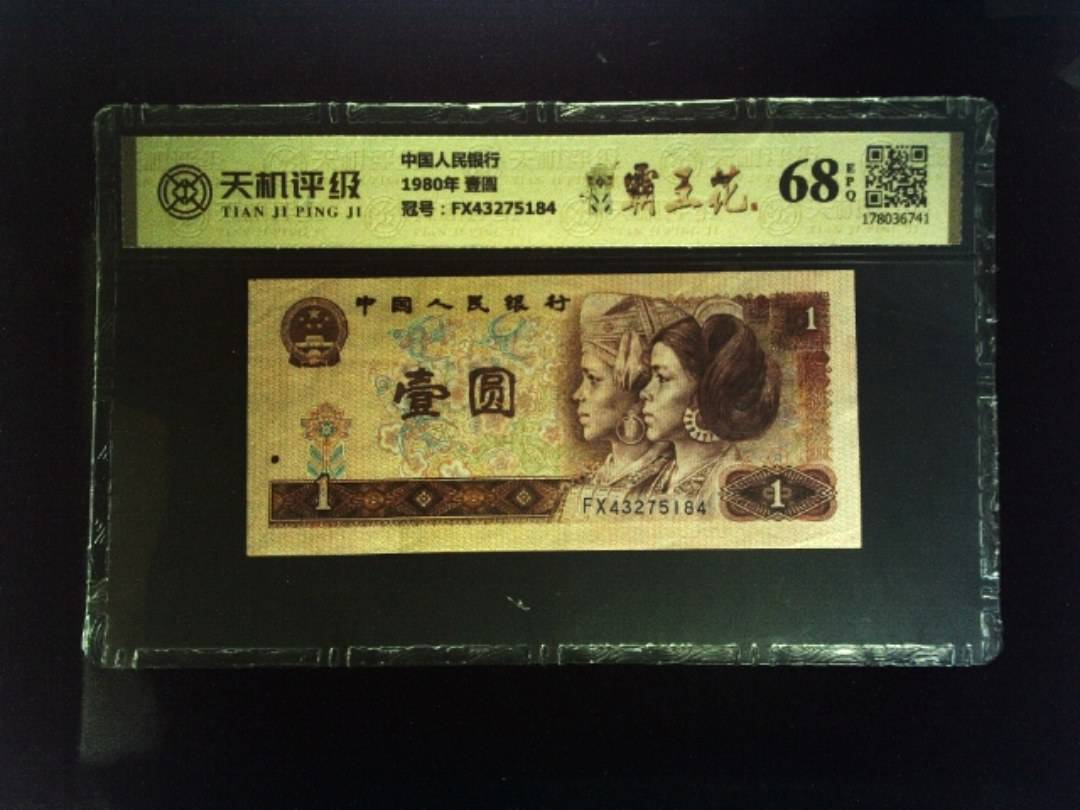 天机评级
TIAN JI PING JI
中国人民银行
1980年 壹圆
冠号：FX43275184
霸王花
68
EPQ
178036741
中国人民银行
1
壹圆
1
FX43275184
1